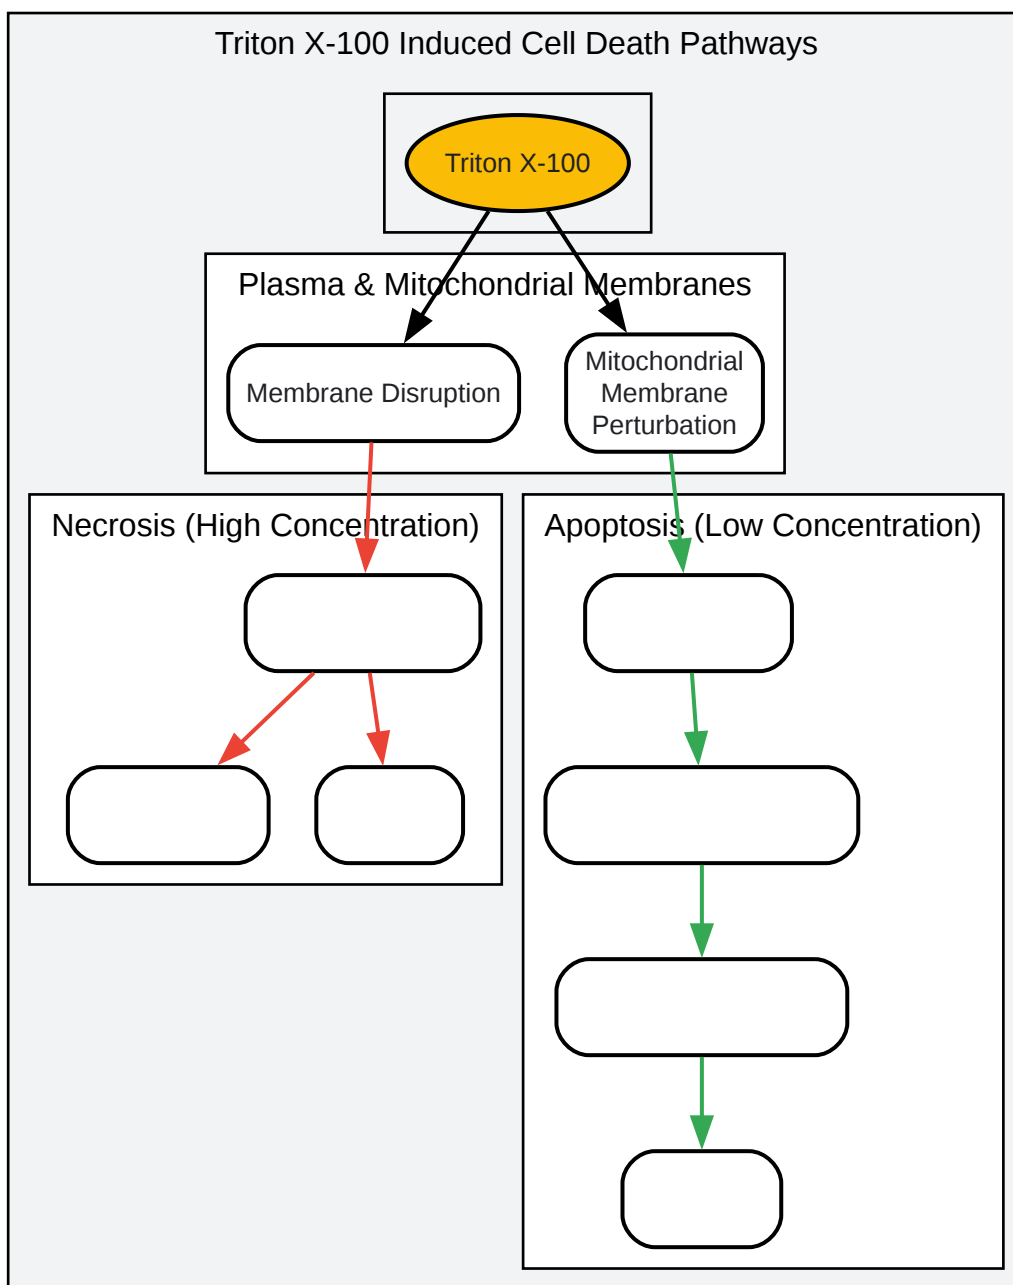 Triton X-100 Induced Cell Death Pathways
Triton X-100
Plasma & Mitochondrial Membranes
Membrane Disruption
Mitochondrial
Membrane
Perturbation
Necrosis (High Concentration)
Apoptosis (Low Concentration)